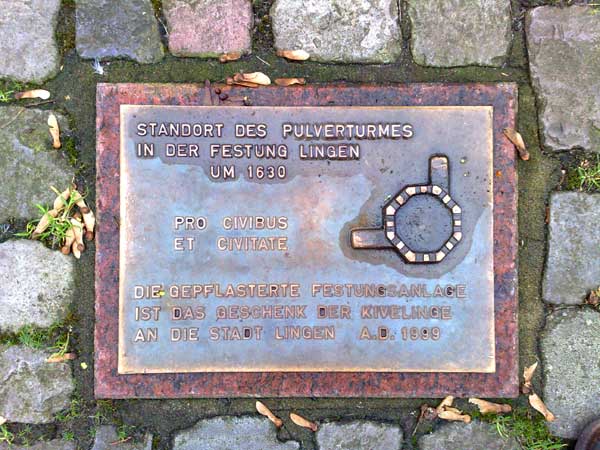 STANDORT DES PULVERTURMES
IN DER FESTUNG LINGEN
UM 1630
PRO CIVIBUS
ET CIVITATE
DIE GEPFLASTERTE FESTUNGSANLAGE
IST DAS GESCHENK DER KIVELINGE
AN DIE STADT LINGEN A.D. 1999